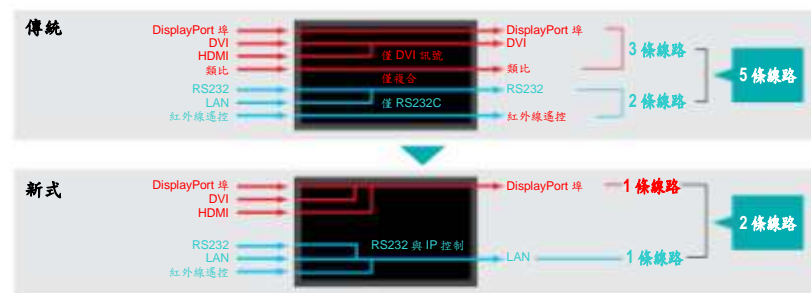 傳統
DisplayPort 埠
DVI
HDMI
類比
RS232
LAN
紅外線遙控
僅 DVI 訊號
僅複合
僅 RS232C
DisplayPort 埠
DVI
類比
RS232
紅外線遙控
3 條線路
2 條線路
5 條線路
新式
DisplayPort 埠
DVI
HDMI
RS232
LAN
紅外線遙控
RS232 與 IP 控制
DisplayPort 埠
LAN
1 條線路
1 條線路
2 條線路